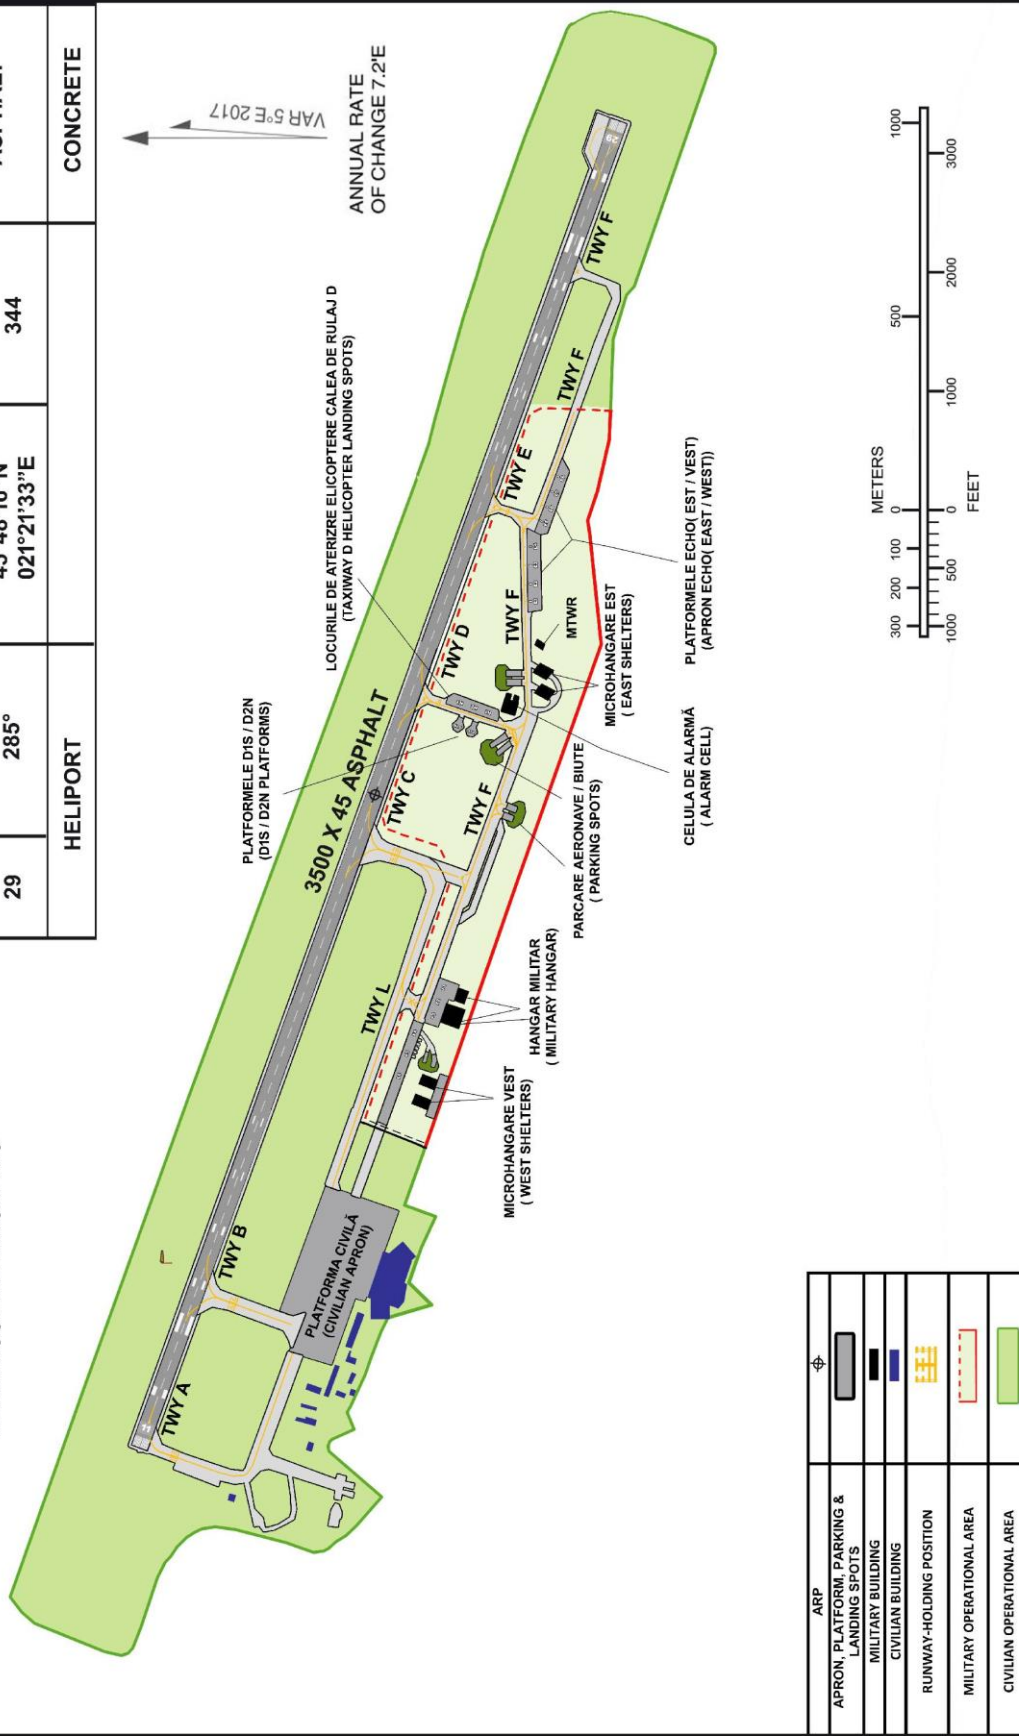 29
285°
021°21'33"E
344
HELIPORT
CONCRETE
VAR 5°E 2017
ANNUAL RATE
OF CHANGE 7.2'E
LOCURILE DE ATERIZRE ELICOPTERE CALEA DE RULAJ D
(TAXIWAY D HELICOPTER LANDING SPOTS)
PLATFORMELE D1S / D2N
(D1S / D2N PLATFORMS)
3500 X 45 ASPHALT
11
29
TWY A
TWY B
TWY L
TWY C
TWY D
TWY E
TWY F
TWY F
TWY F
TWY F
PLATFORMA CIVILĂ
(CIVILIAN APRON)
MICROHANGARE VEST
( WEST SHELTERS)
HANGAR MILITAR
( MILITARY HANGAR)
PARCARE AERONAVE / BIUTE
( PARKING SPOTS)
CELULA DE ALARMĂ
( ALARM CELL)
MICROHANGARE EST
( EAST SHELTERS)
MTWR
PLATFORMELE ECHO( EST / VEST)
(APRON ECHO( EAST / WEST))
METERS
300
200
100
0
500
1000
1000
500
0
1000
2000
3000
FEET
ARP
APRON, PLATFORM, PARKING &
LANDING SPOTS
MILITARY BUILDING
CIVILIAN BUILDING
RUNWAY-HOLDING POSITION
MILITARY OPERATIONAL AREA
CIVILIAN OPERATIONAL AREA